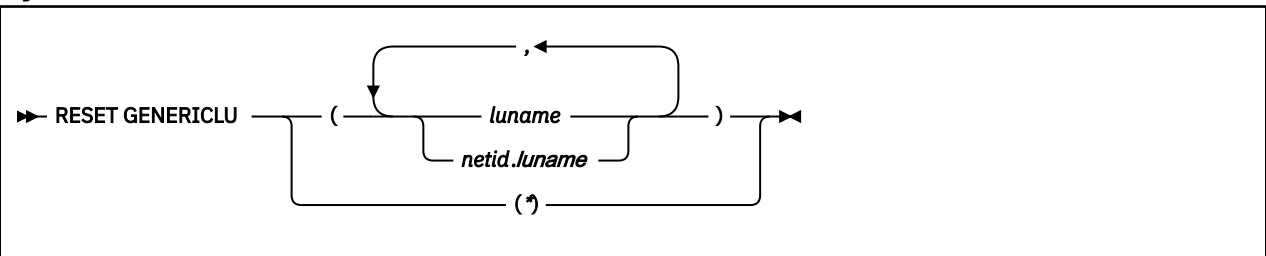 ,
RESET GENERICLU ( luname )
netid.luname
(*)